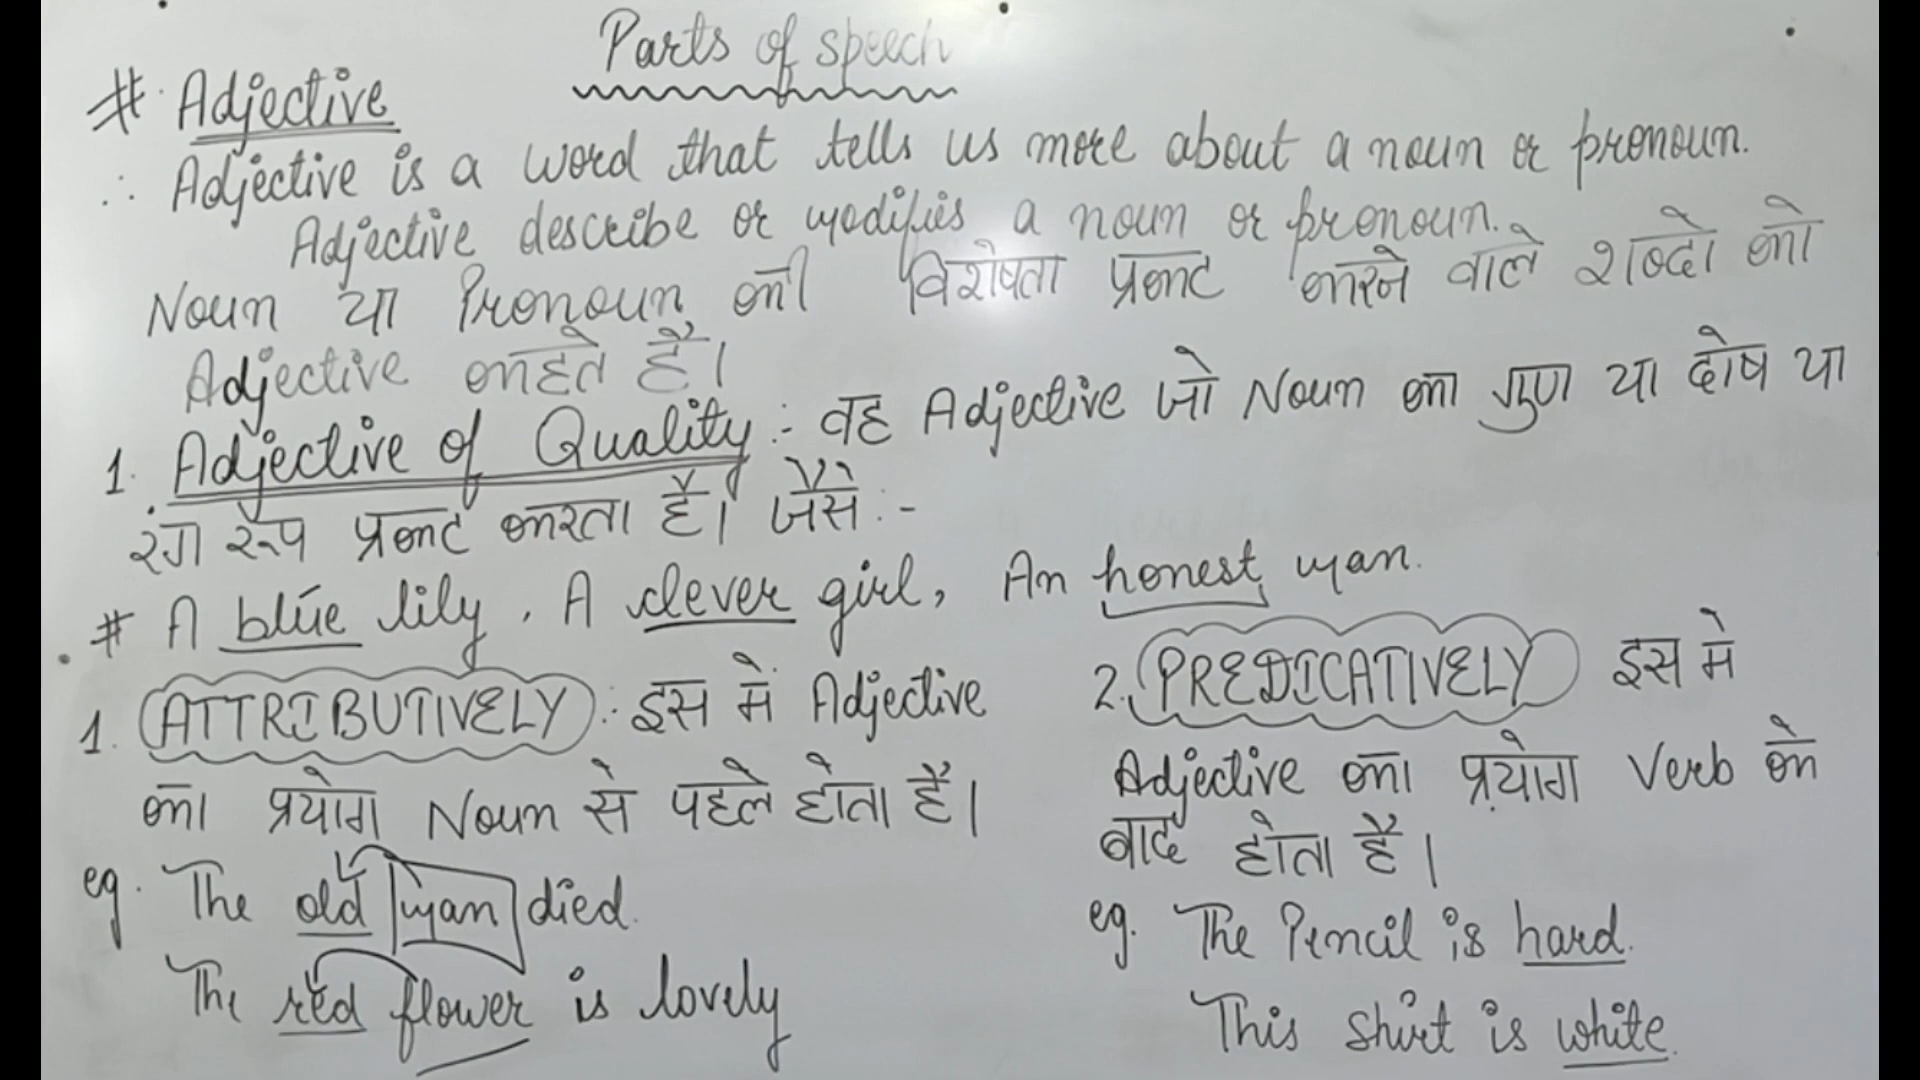 Parts of speech
# Adjective
∴ Adjective is a word that tells us more about a noun or pronoun.
Adjective describe or modifies a noun or pronoun.
Noun या Pronoun की विशेषता प्रकट करने वाले शब्दो को
Adjective कहते है।
1. Adjective of Quality :- वह Adjective जो Noun का गुण या दोष या
रंग रूप प्रकट करता है। जैसे :-
# A blue lily, A clever girl, An honest man.
1. ATTRIBUTIVELY : इस में Adjective
का प्रयोग Noun से पहले होता है।
eg. The old man died.
The red flower is lovely
2. PREDICATIVELY इस मे
Adjective का प्रयोग Verb के
बाद होता है।
eg. The Pencil is hard.
This Shirt is white.